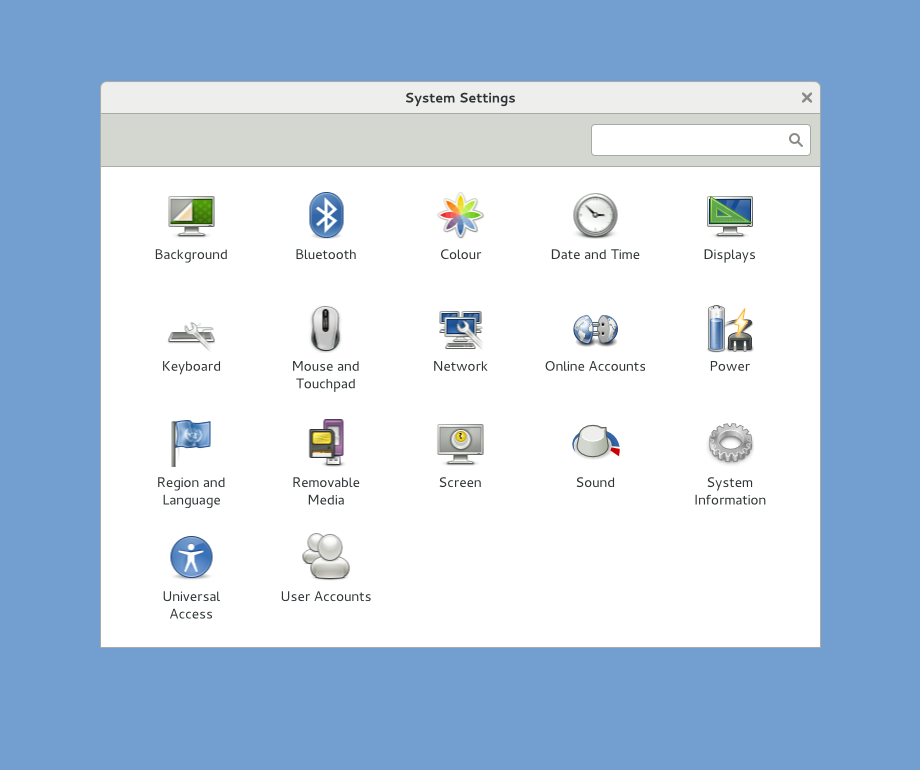 System Settings
Background
Bluetooth
Colour
Date and Time
Displays
Keyboard
Mouse and
Touchpad
Network
Online Accounts
Power
Region and
Language
Removable
Media
Screen
Sound
System
Information
Universal
Access
User Accounts